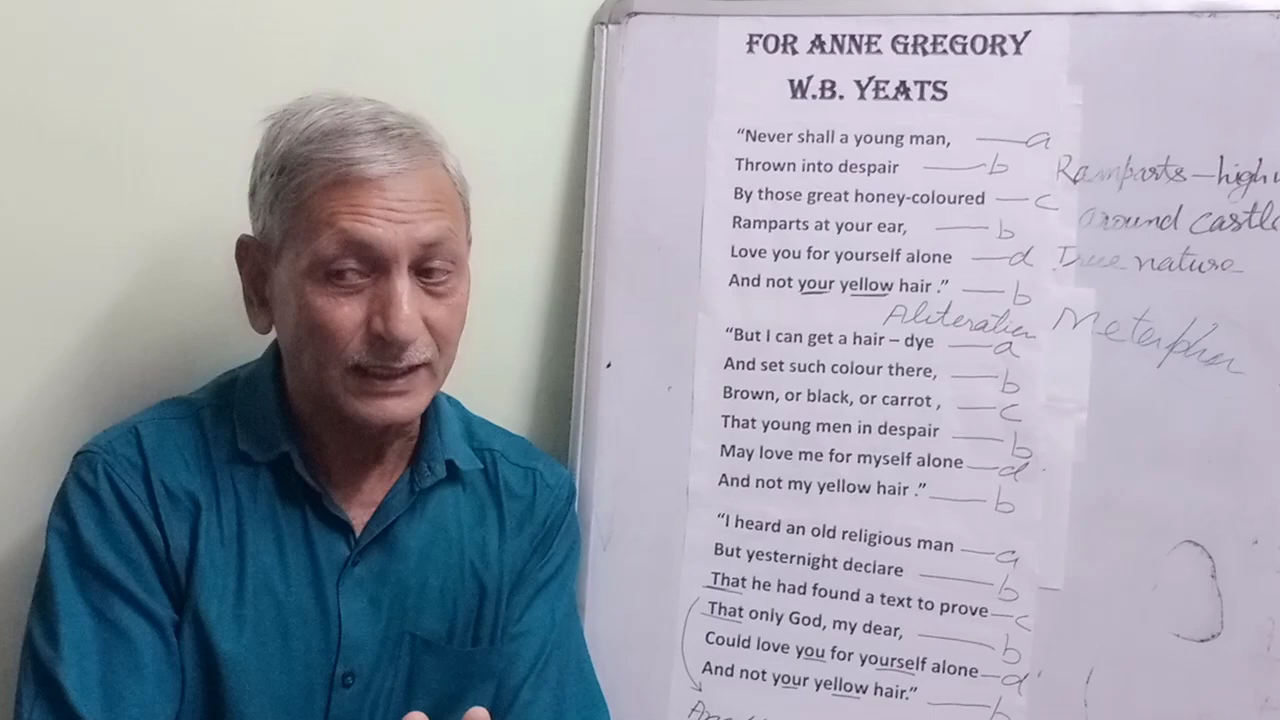 FOR ANNE GREGORY
W.B. YEATS
“Never shall a young man, — a
Thrown into despair — b
By those great honey-coloured — c
Ramparts at your ear, — b
Love you for yourself alone — d
And not your yellow hair .” — b
Ramparts – high
around castle
True nature
Aliteration
Meterphor
“But I can get a hair – dye — a
And set such colour there, — b
Brown, or black, or carrot , — c
That young men in despair — b
May love me for myself alone — d
And not my yellow hair .” — b
“I heard an old religious man — a
But yesternight declare — b
That he had found a text to prove — c
That only God, my dear, — b
Could love you for yourself alone — d
And not your yellow hair.” — b